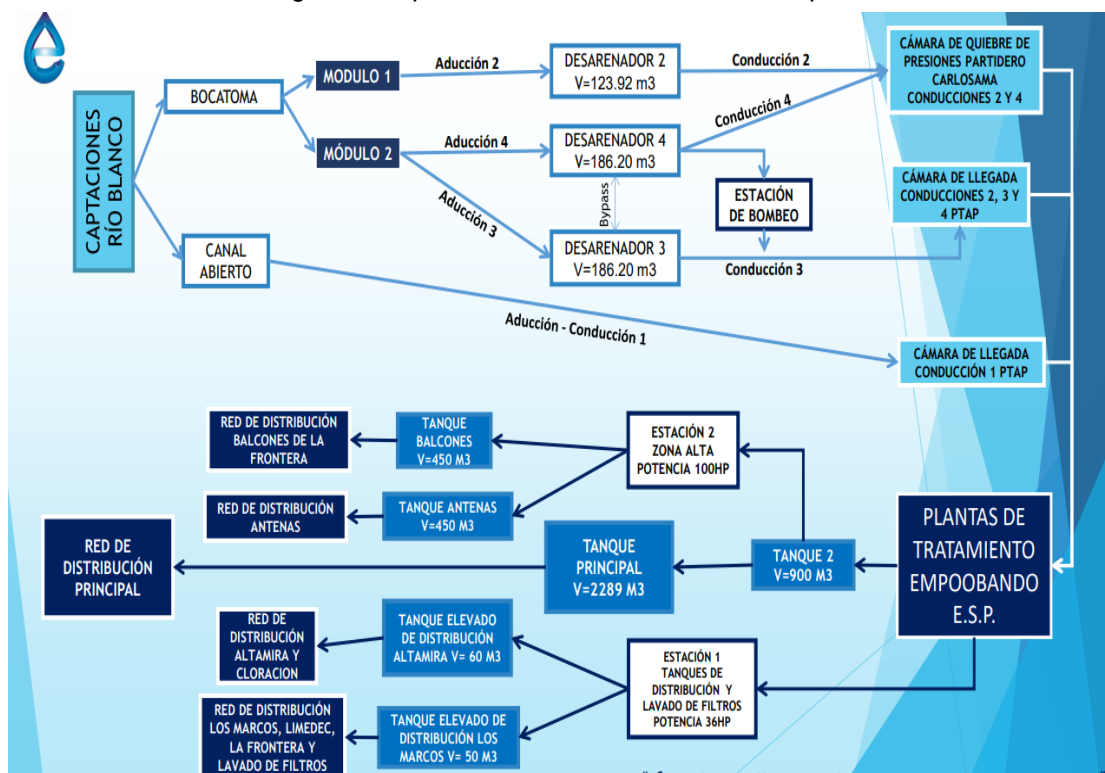 CAPTACIONES
RÍO BLANCO
BOCATOMA
CANAL
ABIERTO
MODULO 1
MÓDULO 2
Aducción 2
Aducción 4
Aducción 3
Aducción - Conducción 1
DESARENADOR 2
V=123.92 m3
DESARENADOR 4
V=186.20 m3
Bypass
DESARENADOR 3
V=186.20 m3
Conducción 2
Conducción 4
ESTACIÓN
DE BOMBEO
Conducción 3
CÁMARA DE QUIEBRE DE
PRESIONES PARTIDERO
CARLOSAMA
CONDUCCIONES 2 Y 4
CÁMARA DE LLEGADA
CONDUCCIONES 2, 3 Y
4 PTAP
CÁMARA DE LLEGADA
CONDUCCIÓN 1 PTAP
RED DE DISTRIBUCIÓN
BALCONES DE LA
FRONTERA
TANQUE
BALCONES
V=450 M3
ESTACIÓN 2
ZONA ALTA
POTENCIA 100HP
RED DE DISTRIBUCIÓN
ANTENAS
TANQUE ANTENAS
V=450 M3
RED DE
DISTRIBUCIÓN
PRINCIPAL
TANQUE
PRINCIPAL
V=2289 M3
TANQUE 2
V=900 M3
PLANTAS DE
TRATAMIENTO
EMPOOBANDO
E.S.P.
RED DE
DISTRIBUCIÓN
ALTAMIRA Y
CLORACION
TANQUE ELEVADO
DE DISTRIBUCIÓN
ALTAMIRA V= 60 M3
ESTACIÓN 1
TANQUES DE
DISTRIBUCIÓN Y
LAVADO DE FILTROS
POTENCIA 36HP
RED DE DISTRIBUCIÓN
LOS MARCOS, LIMEDEC,
LA FRONTERA Y
LAVADO DE FILTROS
TANQUE ELEVADO DE
DISTRIBUCIÓN LOS
MARCOS V= 50 M3